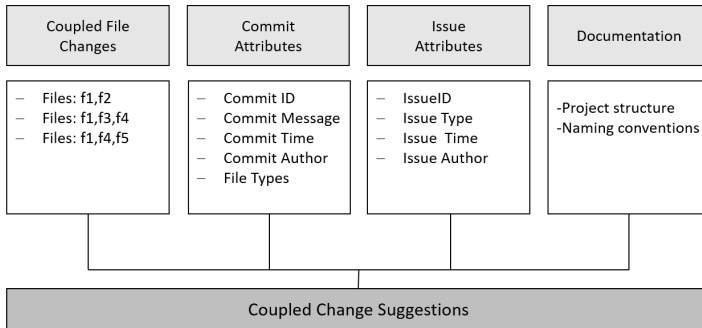 Coupled File
Changes
Commit
Attributes
Issue
Attributes
Documentation
– Files: f1,f2
– Files: f1,f3,f4
– Files: f1,f4,f5
– Commit ID
– Commit Message
– Commit Time
– Commit Author
– File Types
– IssueID
– Issue Type
– Issue Time
– Issue Author
-Project structure
-Naming conventions
Coupled Change Suggestions